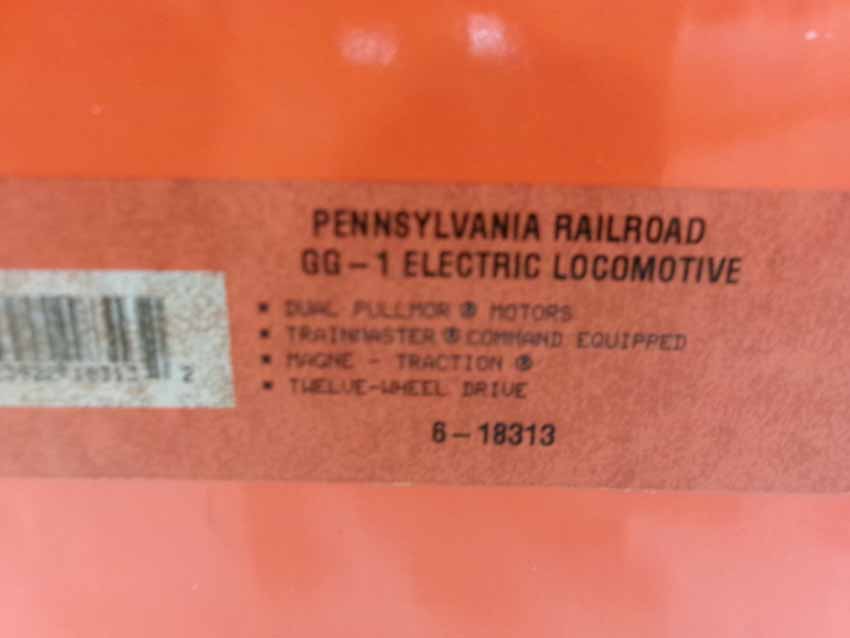 PENNSYLVANIA RAILROAD
GG-1 ELECTRIC LOCOMOTIVE
▪ DUAL PULLMOR ® MOTORS
▪ TRAINMASTER ® COMMAND EQUIPPED
▪ MAGNE - TRACTION ®
▪ TWELVE-WHEEL DRIVE
2
6-18313